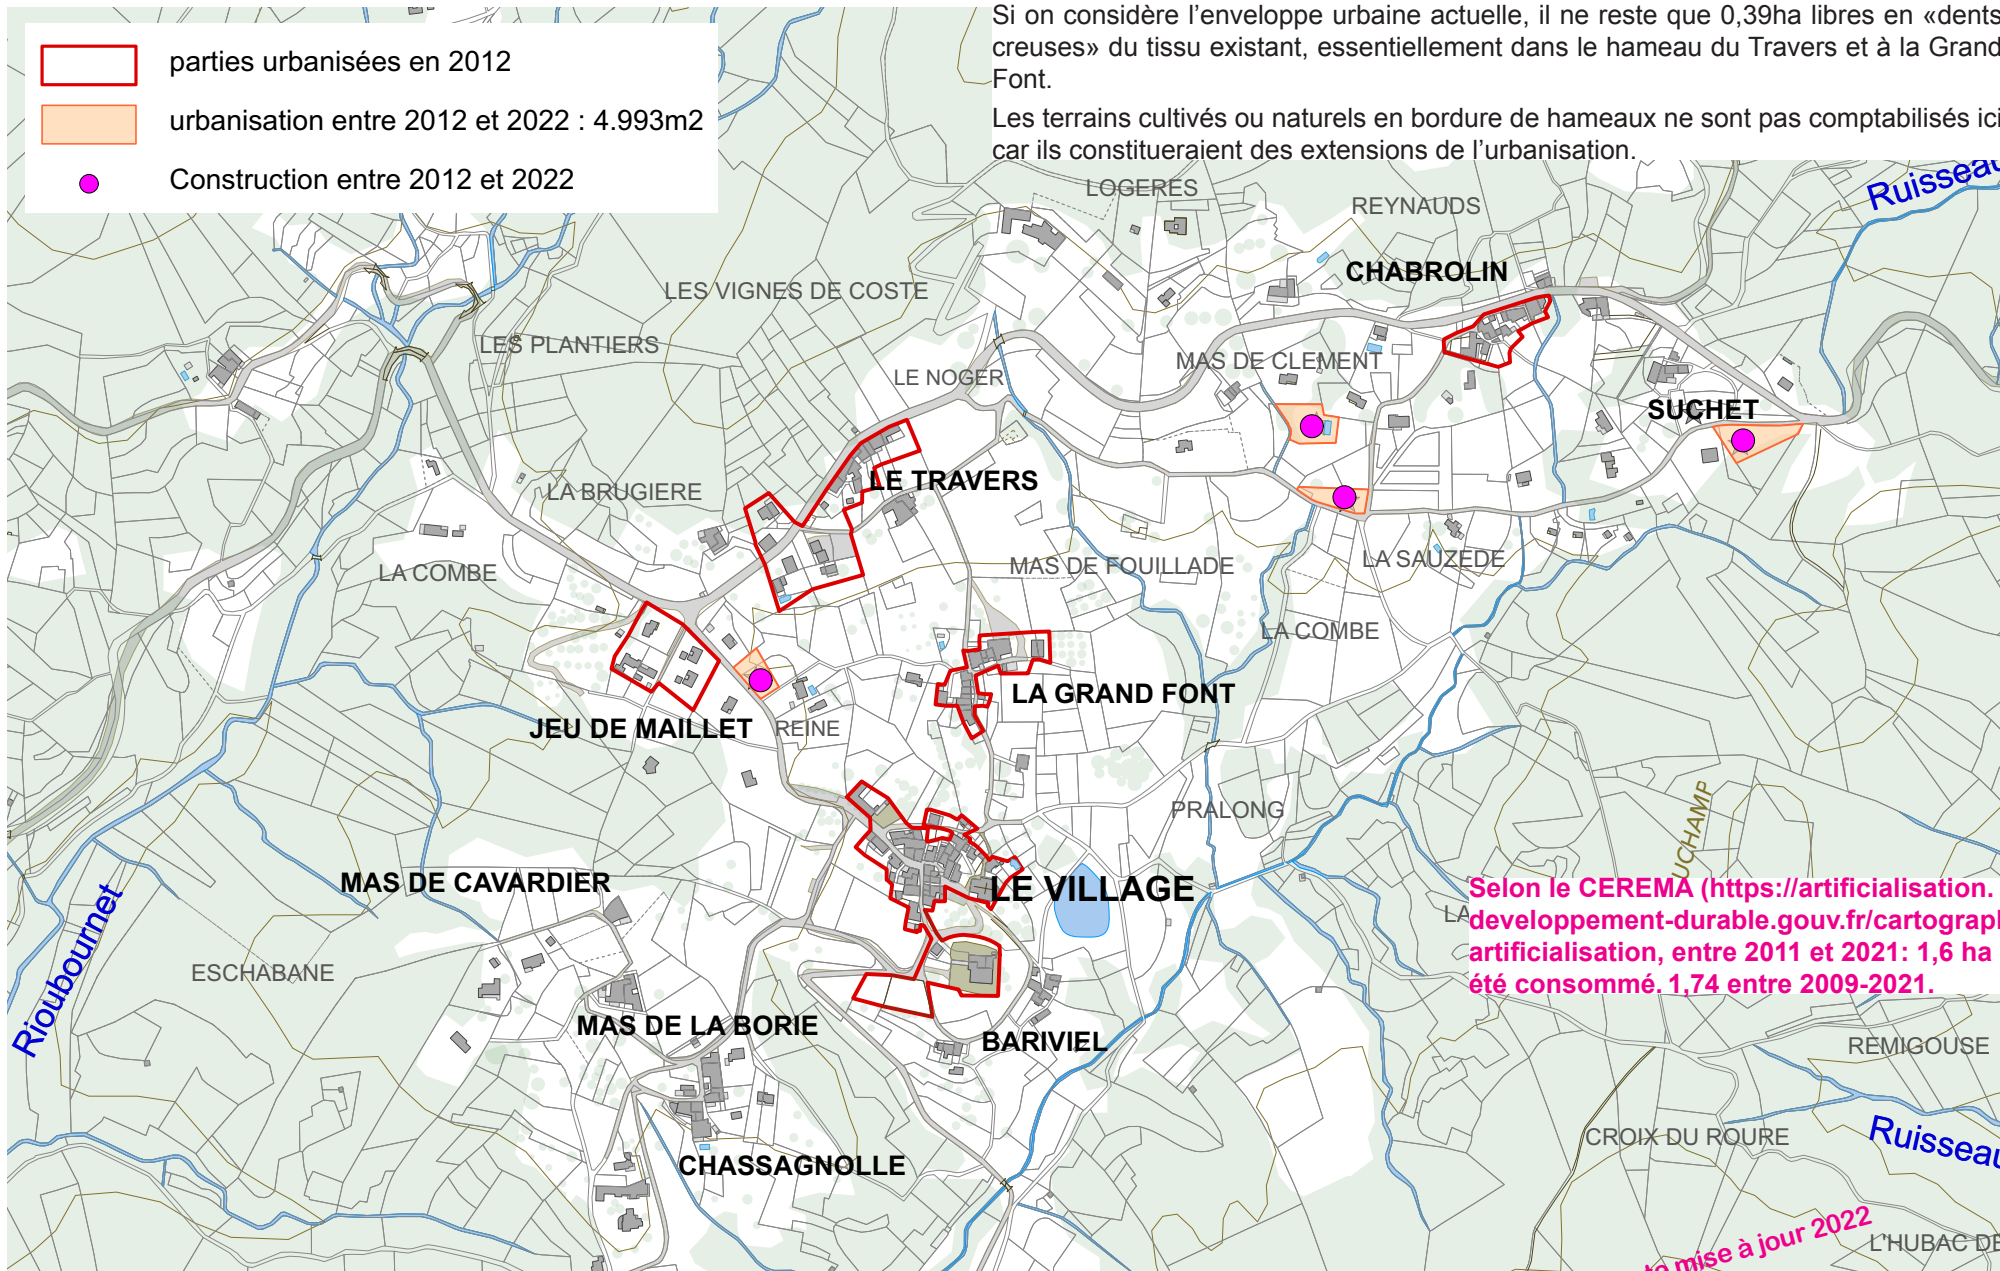 Si on considère l’enveloppe urbaine actuelle, il ne reste que 0,39ha libres en «dents
creuses» du tissu existant, essentiellement dans le hameau du Travers et à la Grand
Font.
Les terrains cultivés ou naturels en bordure de hameaux ne sont pas comptabilisés ici
car ils constitueraient des extensions de l’urbanisation.
parties urbanisées en 2012
urbanisation entre 2012 et 2022 : 4.993m2
Construction entre 2012 et 2022
Ruisseau
LOGERES
REYNAUDS
CHABROLIN
LES VIGNES DE COSTE
LES PLANTIERS
LE NOGER
MAS DE CLEMENT
SUCHET
LE TRAVERS
LA BRUGIERE
LA COMBE
MAS DE FOUILLADE
LA SAUZEDE
LA COMBE
LA GRAND FONT
JEU DE MAILLET
REINE
PRALONG
UCHAMP
MAS DE CAVARDIER
LE VILLAGE
LA
Selon le CEREMA (https://artificialisation.
developpement-durable.gouv.fr/cartograph
artificialisation, entre 2011 et 2021: 1,6 ha
été consommé. 1,74 entre 2009-2021.
Rioubournet
ESCHABANE
MAS DE LA BORIE
BARIVIEL
REMIGOUSE
CROIX DU ROURE
Ruisseau
CHASSAGNOLLE
mise à jour 2022
L'HUBAC DE